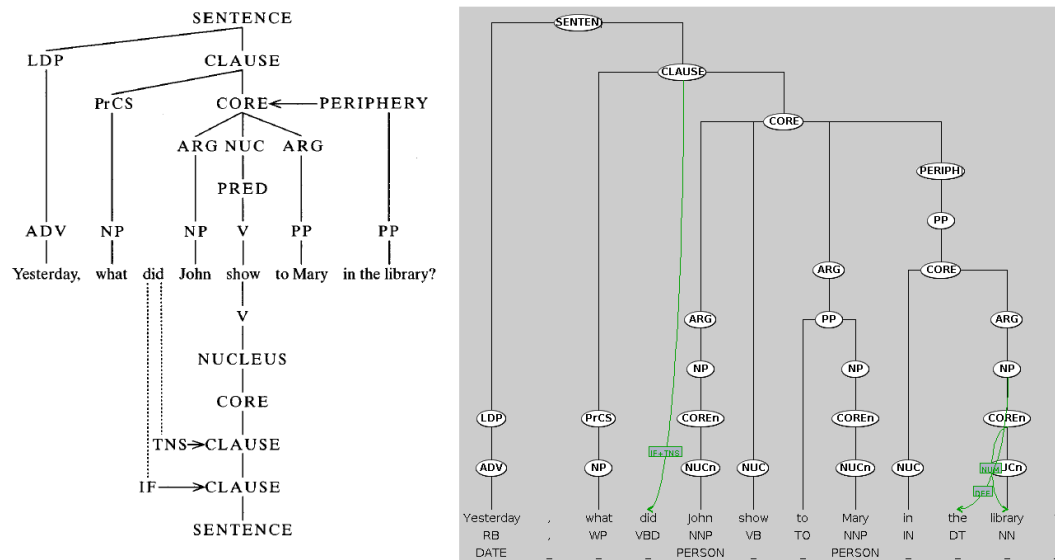 SENTENCE
LDP CLAUSE
PrCS CORE PERIPHERY
ARG NUC ARG
PRED
ADV NP NP V PP PP
Yesterday, what did John show to Mary in the library?
V
NUCLEUS
CORE
TNS CLAUSE
IF CLAUSE
SENTENCE
SENTEN
CLAUSE
CORE
PERIPH
PP
ARG CORE
ARG PP ARG
NP NP NP
LDP PrCS COREn COREn COREn
IF+TNS
ADV NP NUCn NUC NUCn NUC NUM UCn
DEF
Yesterday , what did John show to Mary in the library
RB , WP VBD NNP VB TO NNP IN DT NN
DATE _ _ _ PERSON _ _ PERSON _ _ _